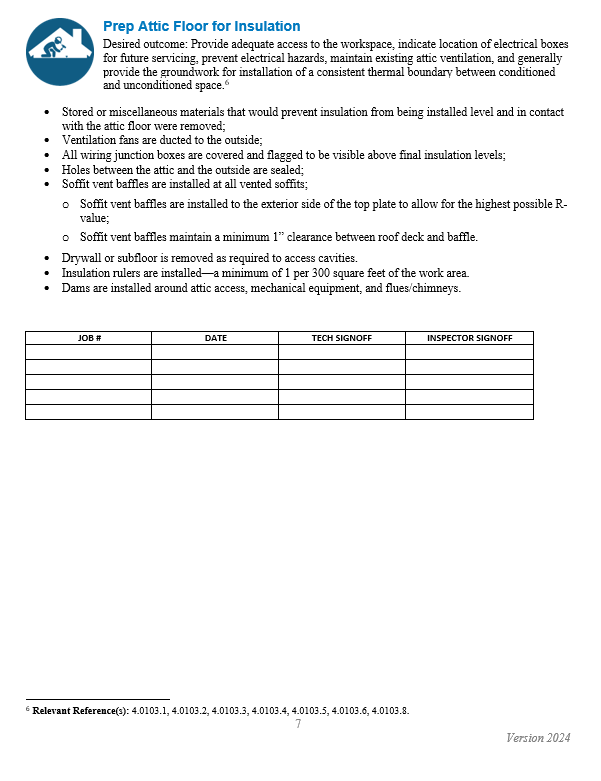 Prep Attic Floor for Insulation
Desired outcome: Provide adequate access to the workspace, indicate location of electrical boxes
for future servicing, prevent electrical hazards, maintain existing attic ventilation, and generally
provide the groundwork for installation of a consistent thermal boundary between conditioned
and unconditioned space.6
• Stored or miscellaneous materials that would prevent insulation from being installed level and in contact
with the attic floor were removed;
• Ventilation fans are ducted to the outside;
• All wiring junction boxes are covered and flagged to be visible above final insulation levels;
• Holes between the attic and the outside are sealed;
• Soffit vent baffles are installed at all vented soffits;
o Soffit vent baffles are installed to the exterior side of the top plate to allow for the highest possible R-
value;
o Soffit vent baffles maintain a minimum 1” clearance between roof deck and baffle.
• Drywall or subfloor is removed as required to access cavities.
• Insulation rulers are installed—a minimum of 1 per 300 square feet of the work area.
• Dams are installed around attic access, mechanical equipment, and flues/chimneys.
JOB # DATE TECH SIGNOFF INSPECTOR SIGNOFF
6 Relevant Reference(s): 4.0103.1, 4.0103.2, 4.0103.3, 4.0103.4, 4.0103.5, 4.0103.6, 4.0103.8.
7
Version 2024